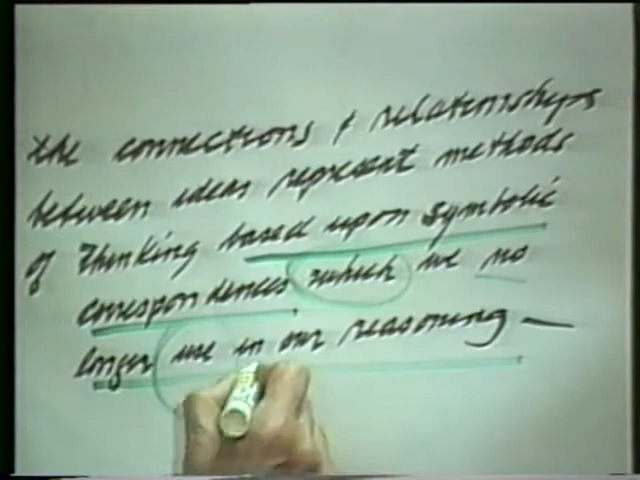 the connections & relationships
between ideas represent methods
of thinking based upon symbolic
correspondences which we no
longer use in our reasoning —